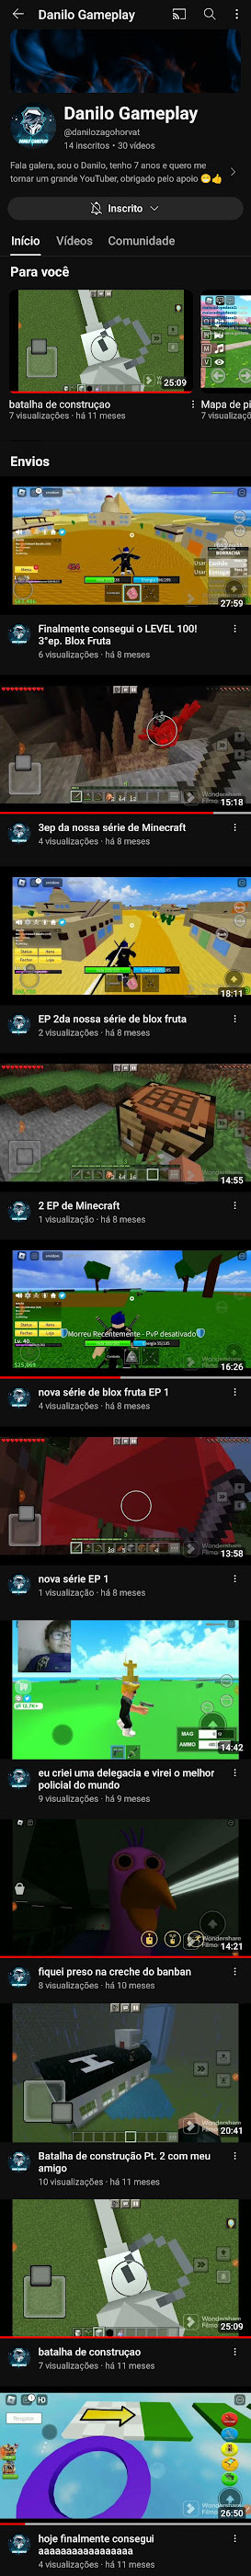 Danilo Gameplay
Danilo Gameplay
@danilozagohorvat
14 inscritos • 30 vídeos
Fala galera, sou o Danilo, tenho 7 anos e quero me
tornar um grande YouTuber, obrigado pelo apoio 😁👍
Inscrito
Início Vídeos Comunidade
Para você
25:09
batalha de construçao
7 visualizações · há 11 meses
Mapa de pi
7 visualizaçõ
Envios
BORRACHA
27:59
Finalmente consegui o LEVEL 100!
3°ep. Blox Fruta
6 visualizações · há 8 meses
15:18
3ep da nossa série de Minecraft
4 visualizações · há 8 meses
18:11
EP 2da nossa série de blox fruta
2 visualizações · há 8 meses
14:55
2 EP de Minecraft
1 visualização · há 8 meses
Morreu Recentemente - PvP desativado
Lv. 40
16:26
nova série de blox fruta EP 1
4 visualizações · há 8 meses
13:58
nova série EP 1
1 visualização · há 8 meses
MAG
AMMO
14:42
eu criei uma delegacia e virei o melhor
policial do mundo
9 visualizações · há 9 meses
14:21
fiquei preso na creche do banban
8 visualizações · há 10 meses
H
20:41
Batalha de construção Pt. 2 com meu
amigo
10 visualizações · há 11 meses
Wondershare
25:09
batalha de construçao
7 visualizações · há 11 meses
Wondershare
26:50
hoje finalmente consegui
aaaaaaaaaaaaaaaaa
4 visualizações · há 11 meses